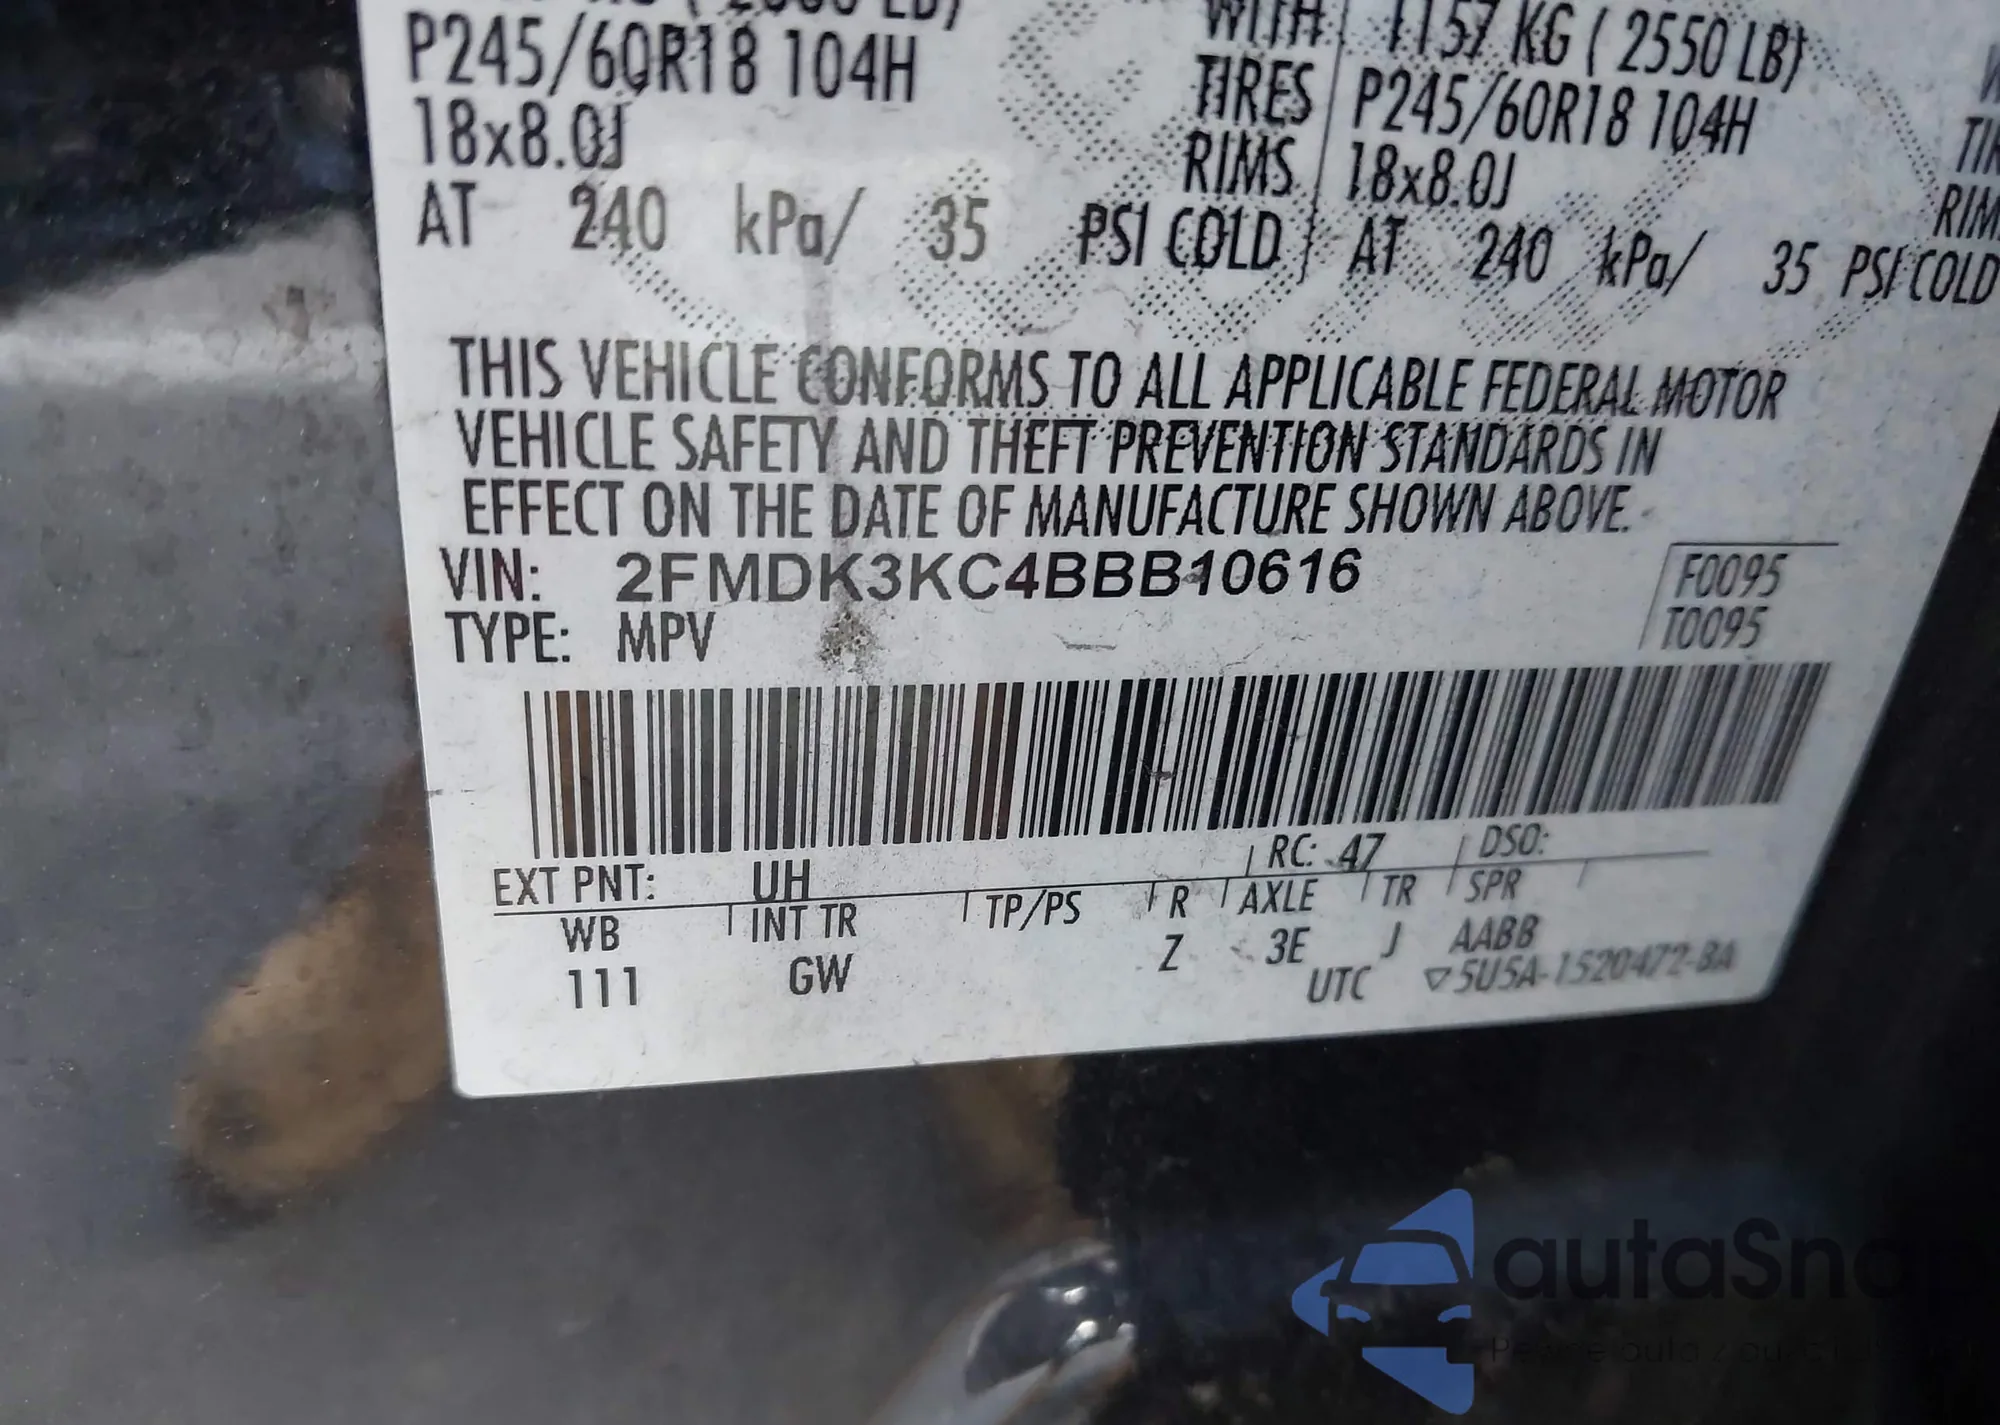 P245/60R18 104H
18x8.0J
AT 240 kPa/ 35 PSI COLD
WITH 1157 KG ( 2550 LB)
TIRES P245/60R18 104H
RIMS 18x8.0J
AT 240 kPa/ 35 PSI COLD
THIS VEHICLE CONFORMS TO ALL APPLICABLE FEDERAL MOTOR
VEHICLE SAFETY AND THEFT PREVENTION STANDARDS IN
EFFECT ON THE DATE OF MANUFACTURE SHOWN ABOVE.
VIN: 2FMDK3KC4BBB10616
F0095
TYPE: MPV
T0095
EXT PNT: UH RC: 47 DSO:
WB INT TR TP/PS R AXLE TR SPR
111 GW Z 3E J AABB
UTC ▽5U5A-1520472-BA
autaSnap